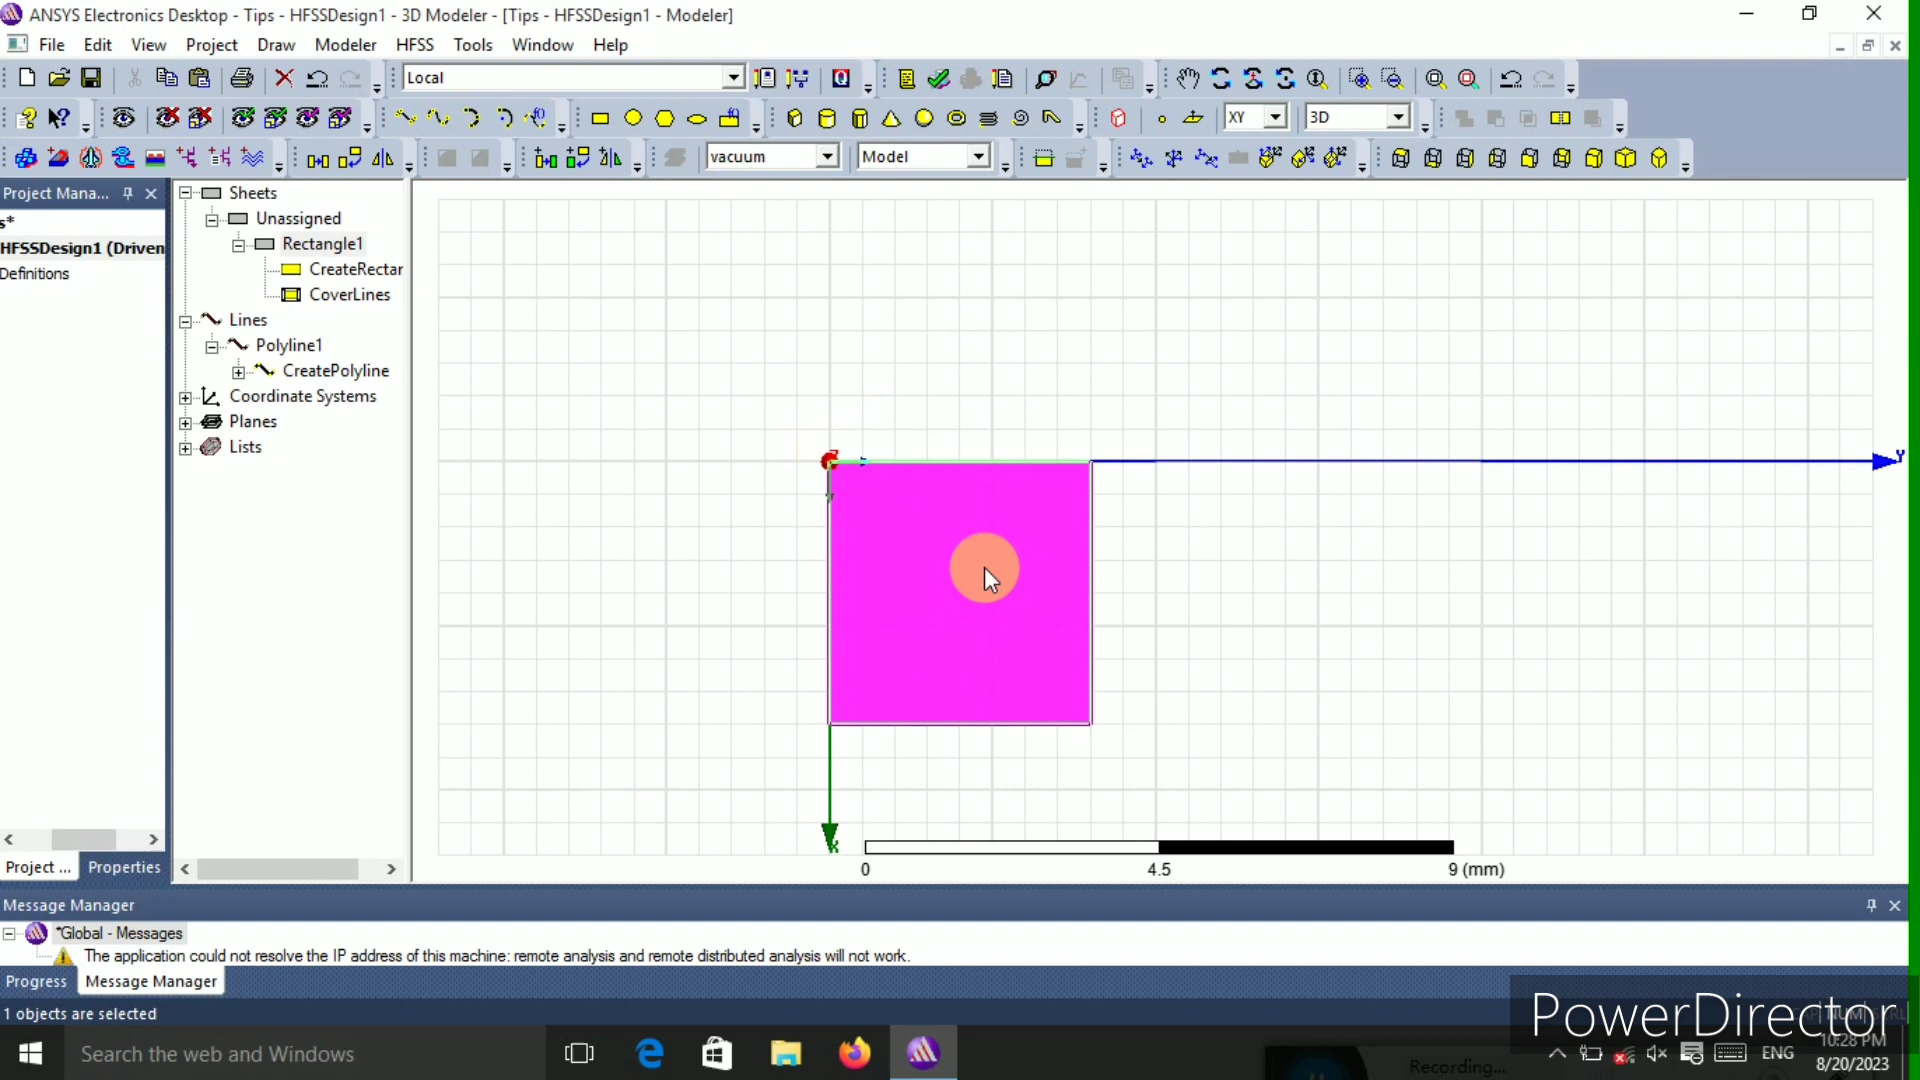 ANSYS Electronics Desktop - Tips - HFSSDesign1 - 3D Modeler - [Tips - HFSSDesign1 - Modeler]
File Edit View Project Draw Modeler HFSS Tools Window Help
Local
XY 3D
vacuum Model
Project Mana...
s*
HFSSDesign1 (Driven
Definitions
Sheets
Unassigned
Rectangle1
CreateRectar
CoverLines
Lines
Polyline1
CreatePolyline
Coordinate Systems
Planes
Lists
Y
0 4.5 9 (mm)
Project ... Properties
Message Manager
*Global - Messages
The application could not resolve the IP address of this machine: remote analysis and remote distributed analysis will not work.
Progress Message Manager
1 objects are selected
NUM
PowerDirector
Search the web and Windows
Recording...
ENG
10:28 PM
8/20/2023